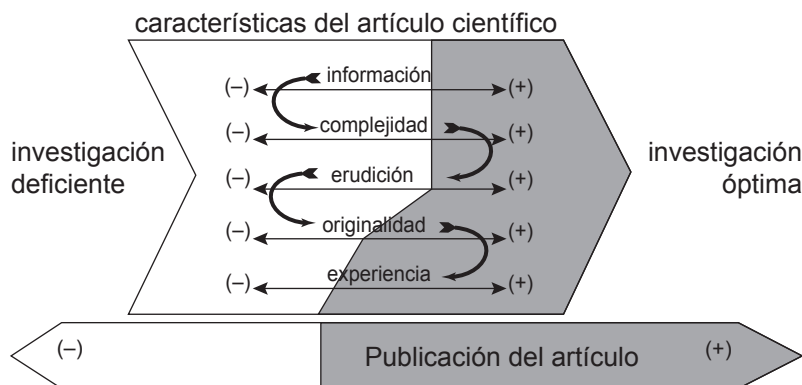 características del artículo científico
(–) información (+)
(–) complejidad (+)
investigación
deficiente
(–) erudición (+)
investigación
óptima
(–) originalidad (+)
(–) experiencia (+)
(–) Publicación del artículo (+)